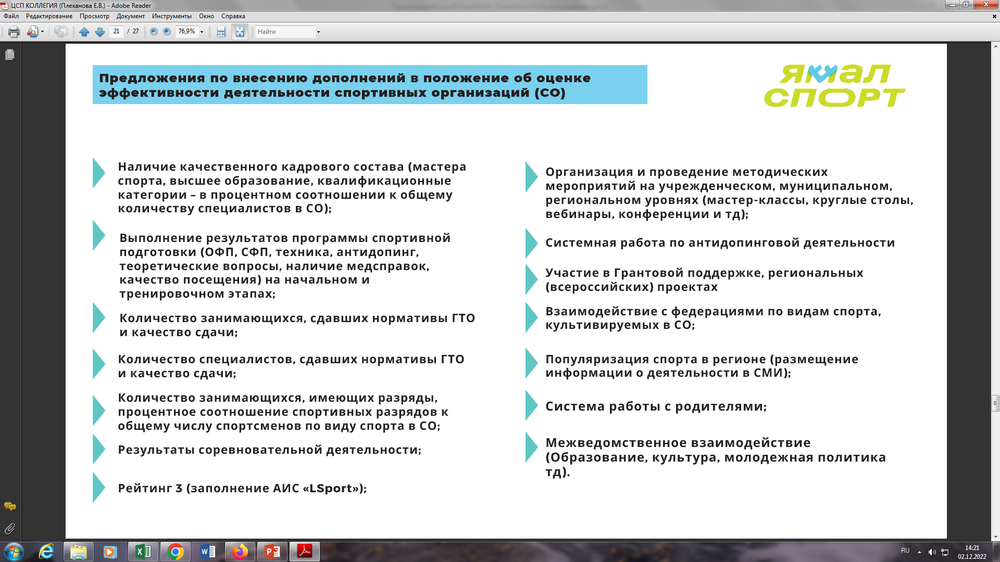 ЦСП КОЛЛЕГИЯ (Плеханова Е.В.) - Adobe Reader
Файл Редактирование Просмотр Документ Инструменты Окно Справка
21 / 27 76,9% Найти
Предложения по внесению дополнений в положение об оценке
эффективности деятельности спортивных организаций (СО)
ЯМАЛ
СПОРТ
Наличие качественного кадрового состава (мастера
спорта, высшее образование, квалификационные
категории – в процентном соотношении к общему
количеству специалистов в СО);
Выполнение результатов программы спортивной
подготовки (ОФП, СФП, техника, антидопинг,
теоретические вопросы, наличие медсправок,
качество посещения) на начальном и
тренировочном этапах;
Количество занимающихся, сдавших нормативы ГТО
и качество сдачи;
Количество специалистов, сдавших нормативы ГТО
и качество сдачи;
Количество занимающихся, имеющих разряды,
процентное соотношение спортивных разрядов к
общему числу спортсменов по виду спорта в СО;
Результаты соревновательной деятельности;
Рейтинг 3 (заполнение АИС «LSport»);
Организация и проведение методических
мероприятий на учрежденческом, муниципальном,
региональном уровнях (мастер-классы, круглые столы,
вебинары, конференции и тд);
Системная работа по антидопинговой деятельности
Участие в Грантовой поддержке, региональных
(всероссийских) проектах
Взаимодействие с федерациями по видам спорта,
культивируемых в СО;
Популяризация спорта в регионе (размещение
информации о деятельности в СМИ);
Система работы с родителями;
Межведомственное взаимодействие
(Образование, культура, молодежная политика
тд).
RU
14:21
02.12.2022